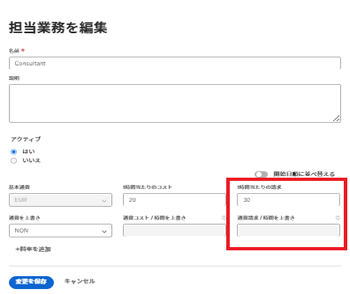 担当業務を編集
名前 *
Consultant
説明
アクティブ
はい
いいえ
開始日順に並べ替える
基本通貨
1時間当たりのコスト
1時間当たりの請求
EUR
20
30
通貨を上書き
通貨コスト / 時間を上書き
通貨請求 / 時間を上書き
NON
+料率を追加
変更を保存
キャンセル